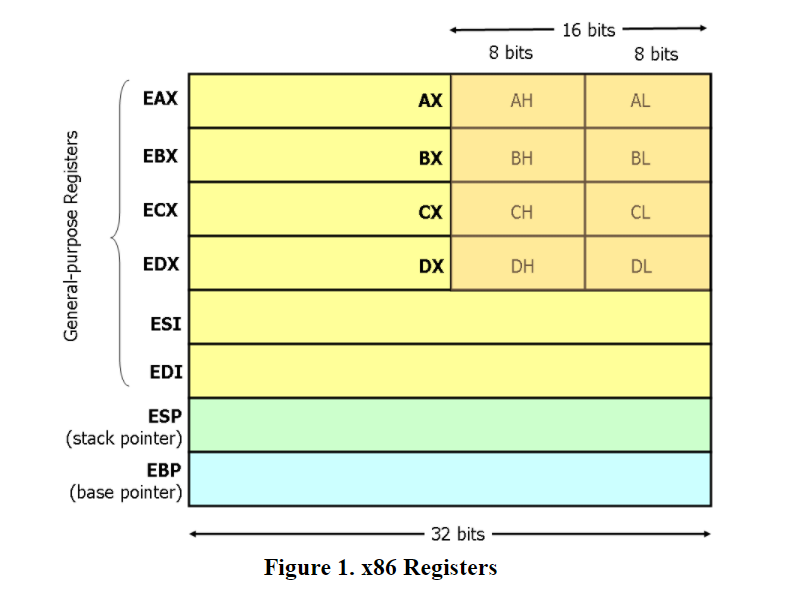 16 bits
8 bits 8 bits
General-purpose Registers
EAX AX AH AL
EBX BX BH BL
ECX CX CH CL
EDX DX DH DL
ESI
EDI
ESP
(stack pointer)
EBP
(base pointer)
32 bits
Figure 1. x86 Registers